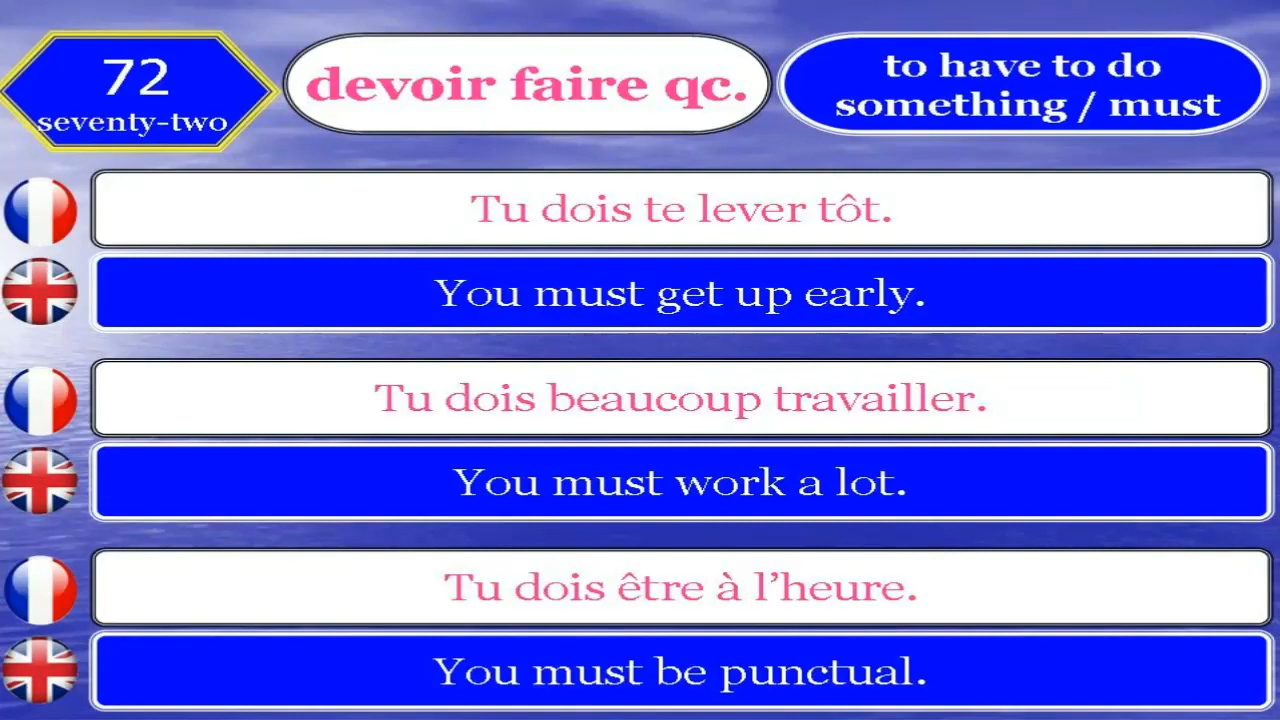 72
seventy-two
devoir faire qc.
to have to do
something / must
Tu dois te lever tôt.
You must get up early.
Tu dois beaucoup travailler.
You must work a lot.
Tu dois être à l’heure.
You must be punctual.